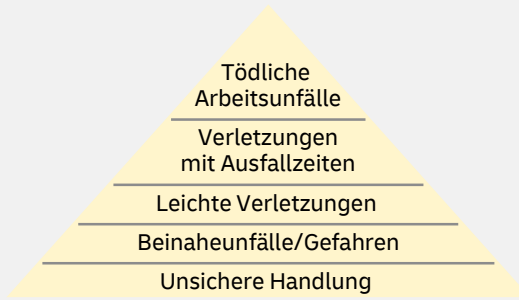 Tödliche
Arbeitsunfälle
Verletzungen
mit Ausfallzeiten
Leichte Verletzungen
Beinaheunfälle/Gefahren
Unsichere Handlung